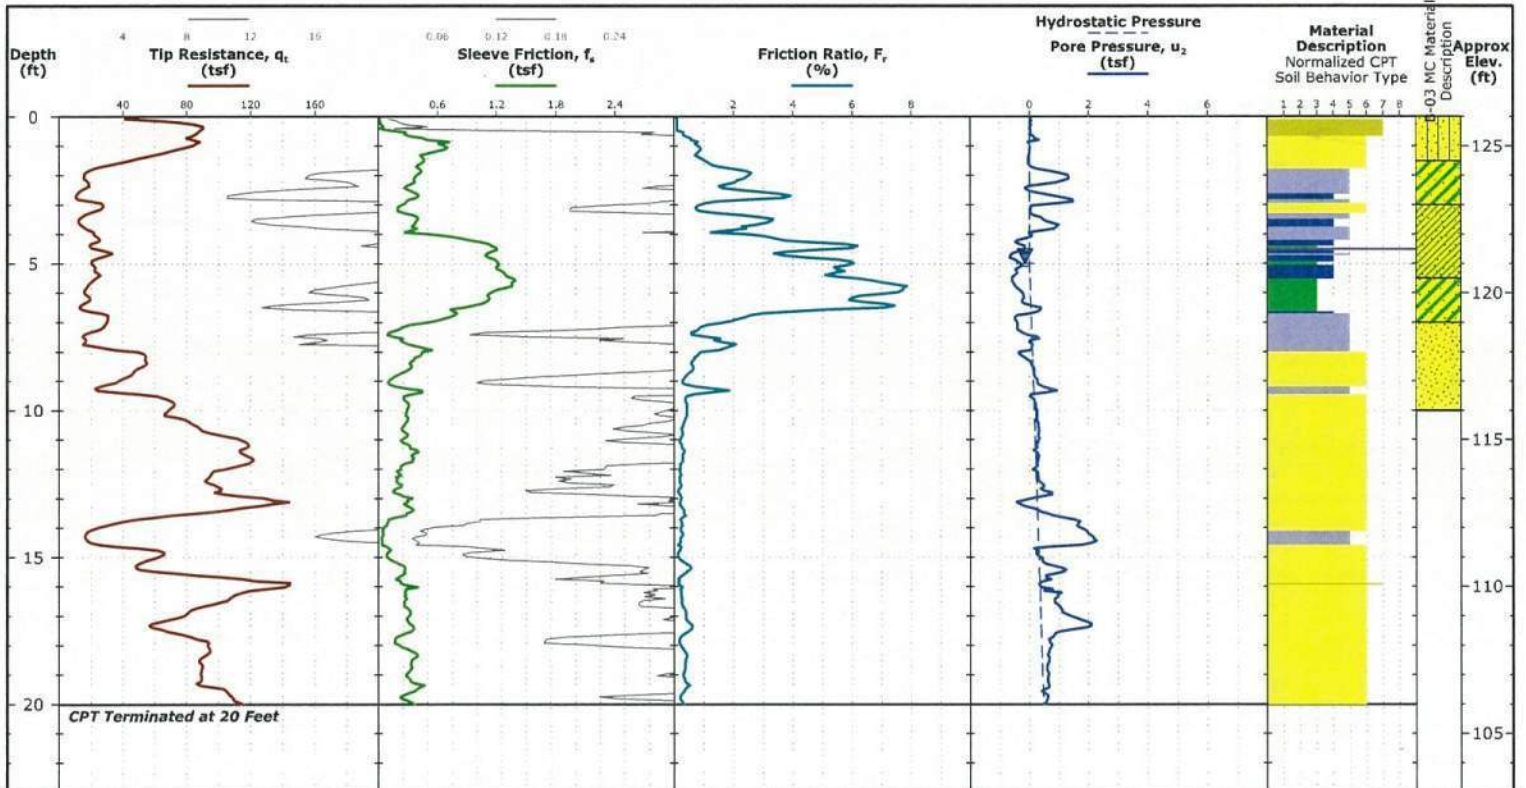 Depth
(ft)
4 8 12 16
Tip Resistance, qₜ
(tsf)
40 80 120 160
0.06 0.12 0.18 0.24
Sleeve Friction, fₛ
(tsf)
0.6 1.2 1.8 2.4
Friction Ratio, Fᵣ
(%)
2 4 6 8
Hydrostatic Pressure
Pore Pressure, u₂
(tsf)
0 2 4 6
Material
Description
Normalized CPT
Soil Behavior Type
1 2 3 4 5 6 7 8
B-03 MC Material
Description
Approx
Elev.
(ft)
0
5
10
15
20
125
120
115
110
105
CPT Terminated at 20 Feet